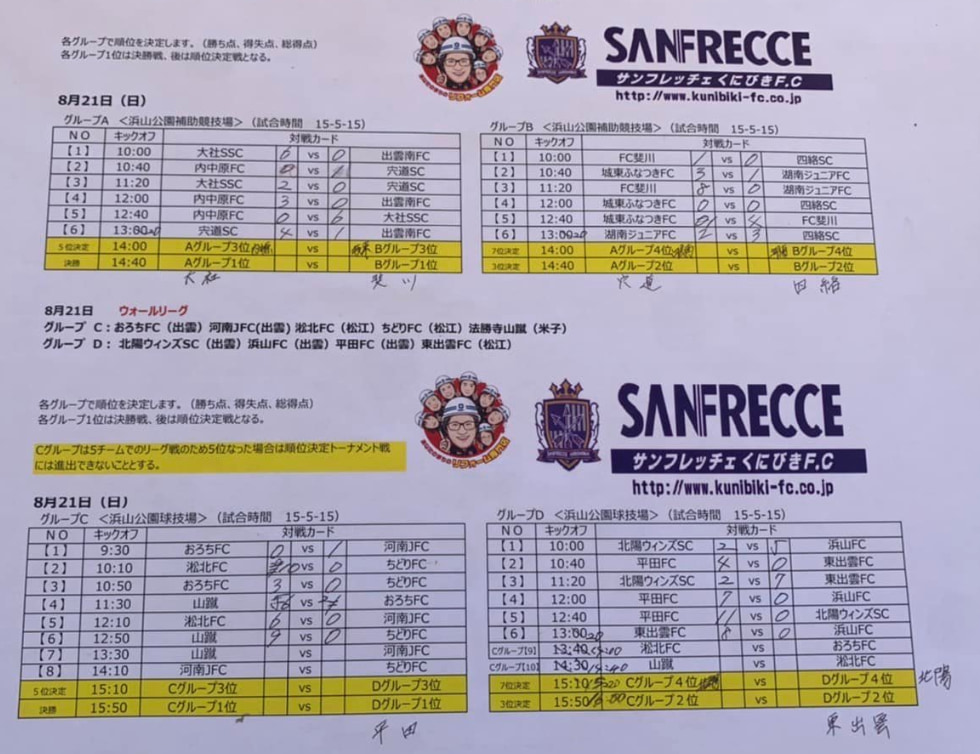 各グループで順位を決定します。（勝ち点、得失点、総得点）
各グループ1位は決勝戦、後は順位決定戦となる。
SANFRECCE
サンフレッチェくにびきF.C
http://www.kunibiki-fc.co.jp
8月21日（日）
グループA <浜山公園補助競技場>（試合時間 15-5-15）
NO キックオフ 対戦カード
【1】 10:00 大社SSC 6 vs 0 出雲南FC
【2】 10:40 内中原FC vs 宍道SC
【3】 11:20 大社SSC 2 vs 0 宍道SC
【4】 12:00 内中原FC 3 vs 0 出雲南FC
【5】 12:40 内中原FC 0 vs 6 大社SSC
【6】 13:00 20 宍道SC 4 vs 1 出雲南FC
5位決定 14:00 Aグループ3位 vs Bグループ3位
決勝 14:40 Aグループ1位 vs Bグループ1位
大社 斐川
グループB <浜山公園補助競技場>（試合時間 15-5-15）
NO キックオフ 対戦カード
【1】 10:00 FC斐川 1 vs 0 四絡SC
【2】 10:40 城東ふなつきFC 3 vs 1 湖南ジュニアFC
【3】 11:20 FC斐川 8 vs 0 湖南ジュニアFC
【4】 12:00 城東ふなつきFC 0 vs 0 四絡SC
【5】 12:40 城東ふなつきFC vs 4 FC斐川
【6】 13:00 20 湖南ジュニアFC 2 vs 3 四絡SC
7位決定 14:00 Aグループ4位 vs Bグループ4位
3位決定 14:40 Aグループ2位 vs Bグループ2位
宍道 四絡
8月21日 ウォールリーグ
グループ C：おろちFC（出雲）河南JFC(出雲) 淞北FC（松江）ちどりFC（松江）法勝寺山蹴（米子）
グループ D： 北陽ウィンズSC（出雲）浜山FC（出雲）平田FC（出雲）東出雲FC（松江）
各グループで順位を決定します。（勝ち点、得失点、総得点）
各グループ1位は決勝戦、後は順位決定戦となる。
Cグループは5チームでのリーグ戦のため5位なった場合は順位決定トーナメント戦
には進出できないこととする。
SANFRECCE
サンフレッチェくにびきF.C
http://www.kunibiki-fc.co.jp
8月21日（日）
グループC <浜山公園球技場>（試合時間 15-5-15）
NO キックオフ 対戦カード
【1】 9:30 おろちFC 0 vs 1 河南JFC
【2】 10:10 淞北FC vs 0 ちどりFC
【3】 10:50 おろちFC 3 vs 0 ちどりFC
【4】 11:30 山蹴 vs おろちFC
【5】 12:10 淞北FC 6 vs 0 河南JFC
【6】 12:50 山蹴 9 vs 0 ちどりFC
【7】 13:30 山蹴 vs 河南JFC
【8】 14:10 河南JFC vs ちどりFC
5位決定 15:10 Cグループ3位 vs Dグループ3位
決勝 15:50 Cグループ1位 vs Dグループ1位
平田
グループD <浜山公園球技場>（試合時間 15-5-15）
NO キックオフ 対戦カード
【1】 10:00 北陽ウィンズSC 2 vs 5 浜山FC
【2】 10:40 平田FC 4 vs 0 東出雲FC
【3】 11:20 北陽ウィンズSC 2 vs 7 東出雲FC
【4】 12:00 平田FC 7 vs 0 浜山FC
【5】 12:40 平田FC 11 vs 0 北陽ウィンズSC
【6】 13:00 20 東出雲FC 8 vs 0 浜山FC
Cグループ【9】 13:40 淞北FC vs おろちFC
Cグループ【10】 14:30 山蹴 vs 淞北FC
7位決定 15:10 Cグループ４位 vs Dグループ４位 北陽
3位決定 15:50 Cグループ２位 vs Dグループ２位
東出雲